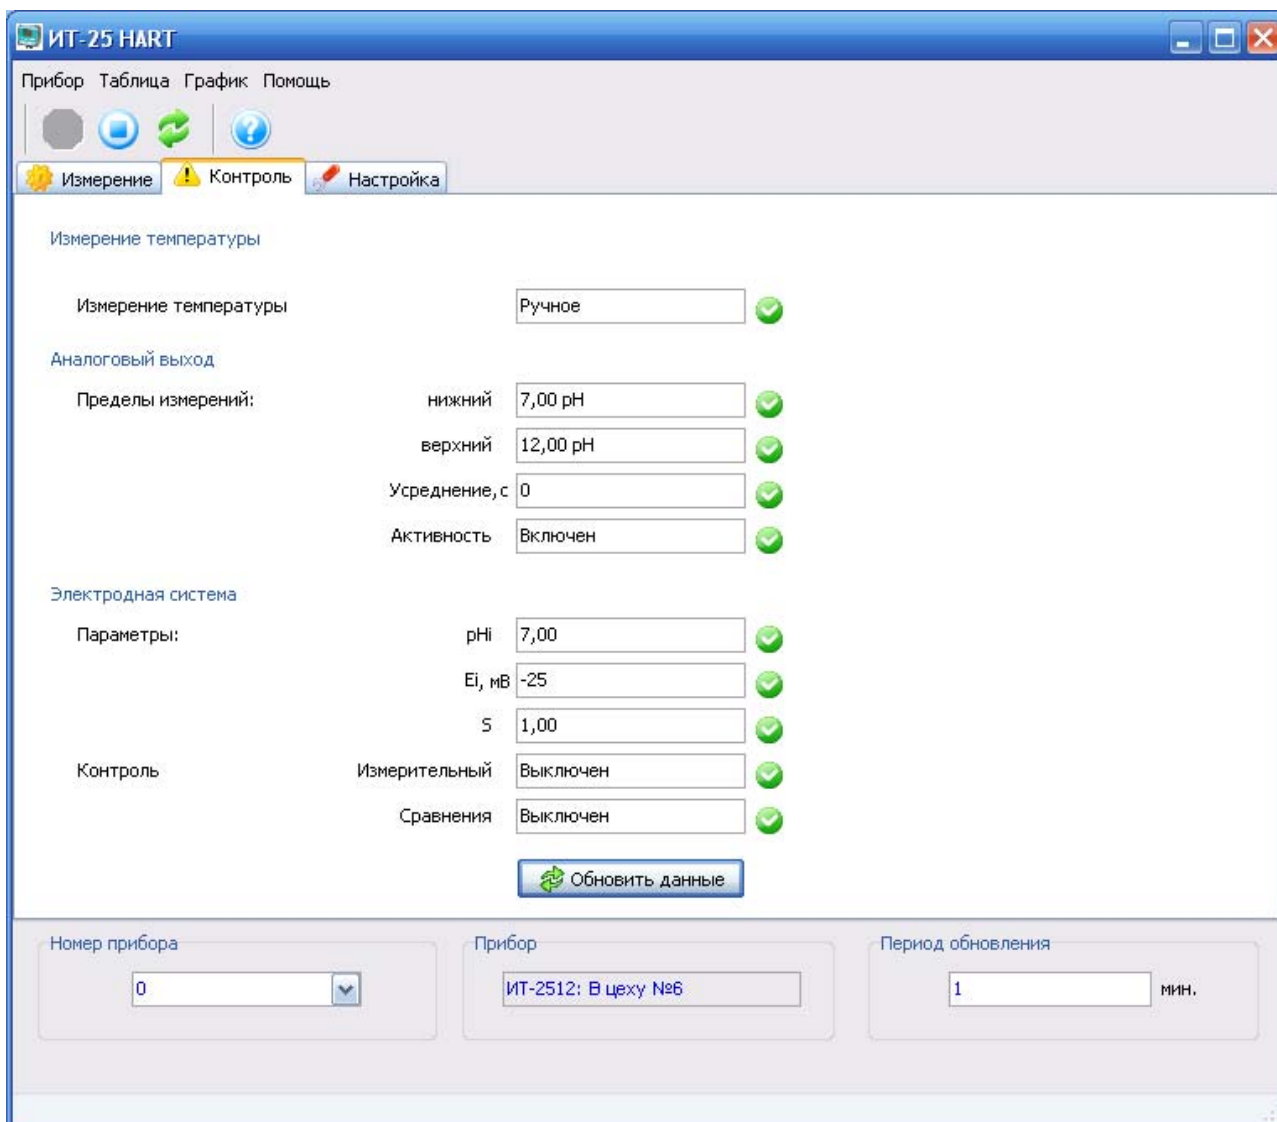 ИТ-25 HART
Прибор Таблица График Помощь
Измерение Контроль Настройка
Измерение температуры
Измерение температуры Ручное
Аналоговый выход
Пределы измерений: нижний 7,00 pH
верхний 12,00 pH
Усреднение,с 0
Активность Включен
Электродная система
Параметры: pHi 7,00
Ei, мВ -25
S 1,00
Контроль Измерительный Выключен
Сравнения Выключен
Обновить данные
Номер прибора Прибор Период обновления
0 ИТ-2512: В цеху №6 1 мин.